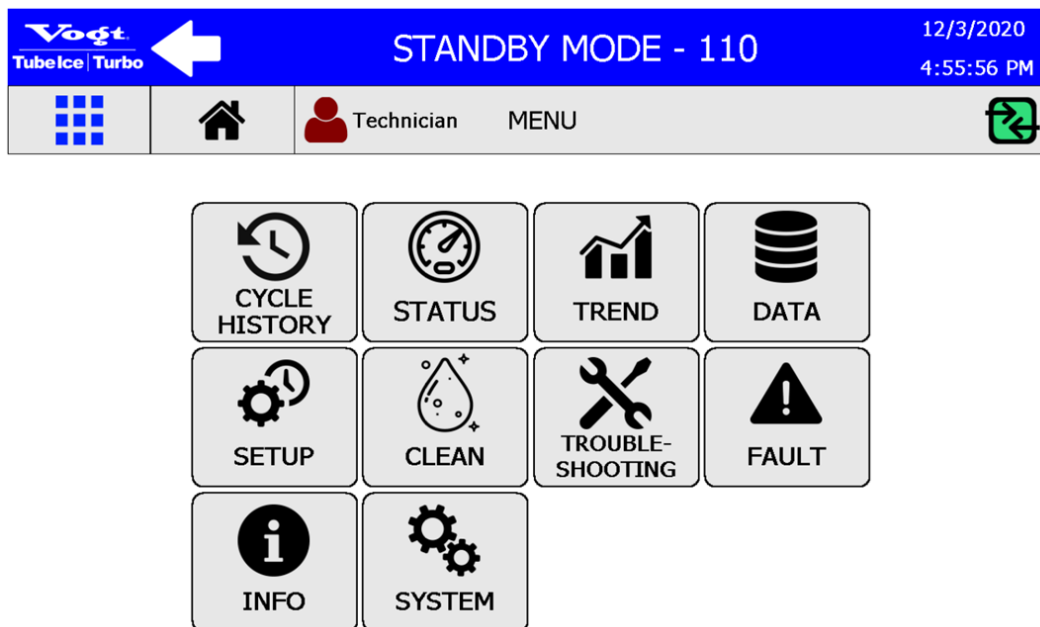 Vogt
Tube Ice | Turbo
STANDBY MODE - 110
12/3/2020
4:55:56 PM
Technician
MENU
CYCLE
HISTORY
STATUS
TREND
DATA
SETUP
CLEAN
TROUBLE-
SHOOTING
FAULT
INFO
SYSTEM